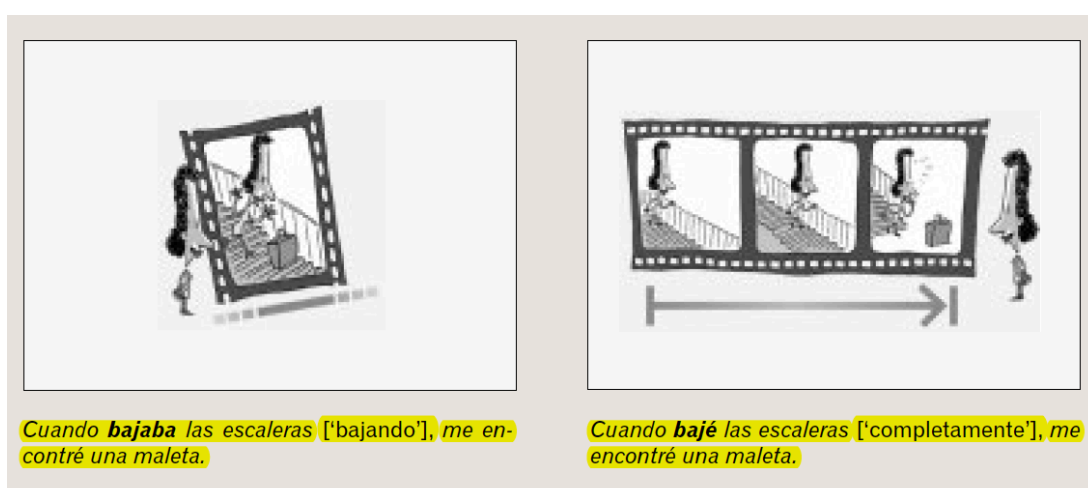 Cuando bajaba las escaleras [‘bajando’], me en-
contré una maleta.
Cuando bajé las escaleras [‘completamente’], me
encontré una maleta.